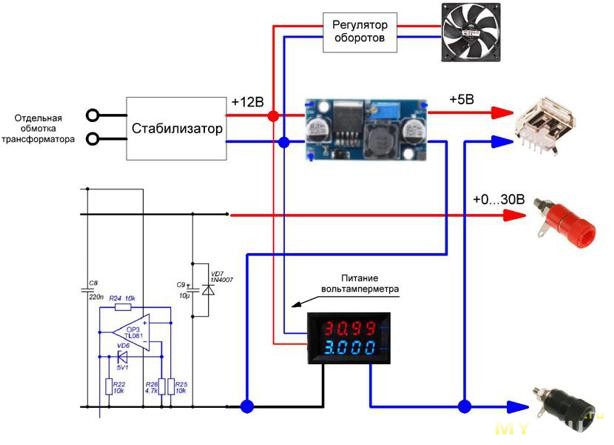 Регулятор
оборотов
+12В
+5В
Отдельная
обмотка
трансформатора
Стабилизатор
+0...30В
C8
220n
R24 10k
C9
+
10μ
VD7
1N4007
OP3
TL081
VD6
5V1
R22
10k
R26
4.7k
R25
10k
Питание
вольтамперметра
30.99
3.000